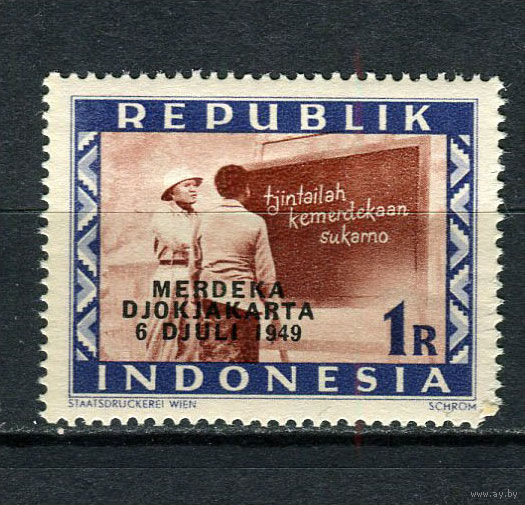 REPUBLIK
tjintailah
kemerdekaan
sukarno
MERDEKA
DJOKJAKARTA
6 DJULI 1949
1R
INDONESIA
STAATSDRUCKEREI WIEN
SCHROM
www.ay.by